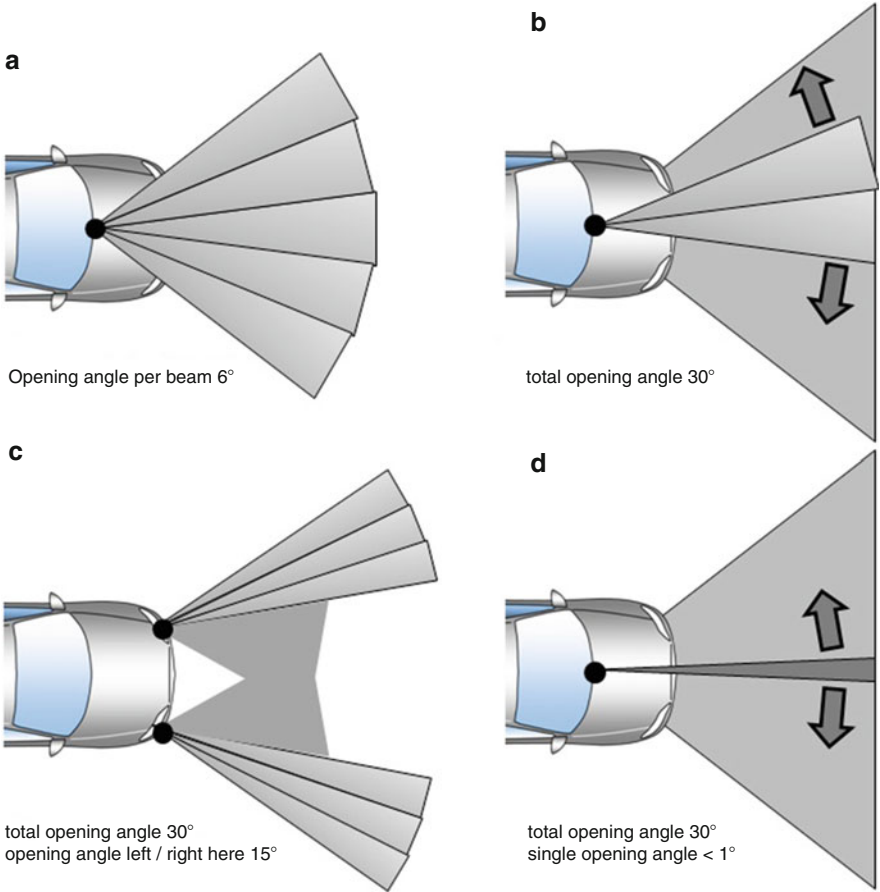 a
Opening angle per beam 6°
b
total opening angle 30°
c
total opening angle 30°
opening angle left / right here 15°
d
total opening angle 30°
single opening angle < 1°